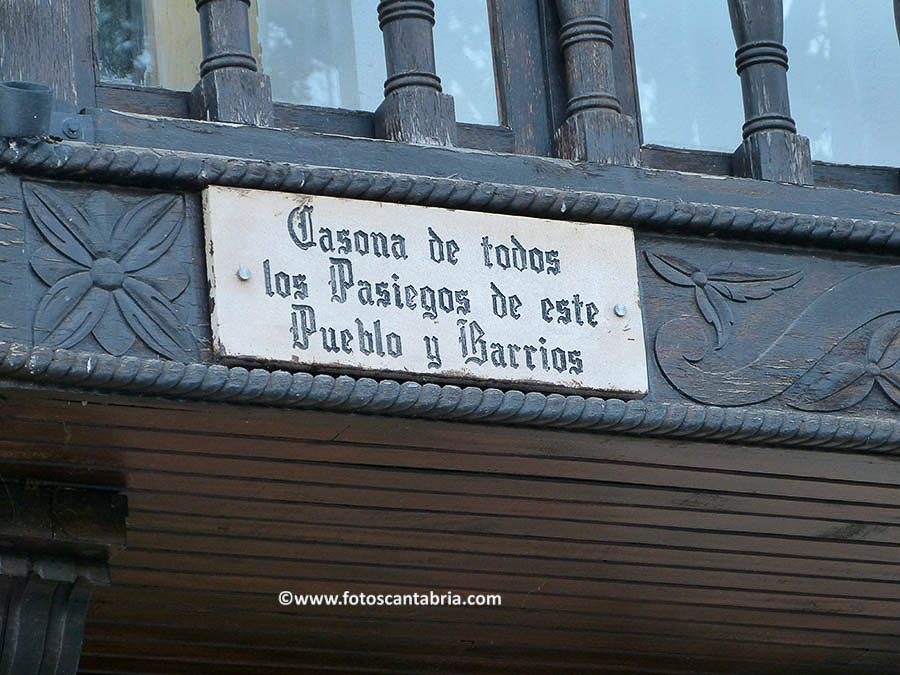 Casona de todos
los Pasiegos de este
Pueblo y Barrios
©www.fotoscantabria.com